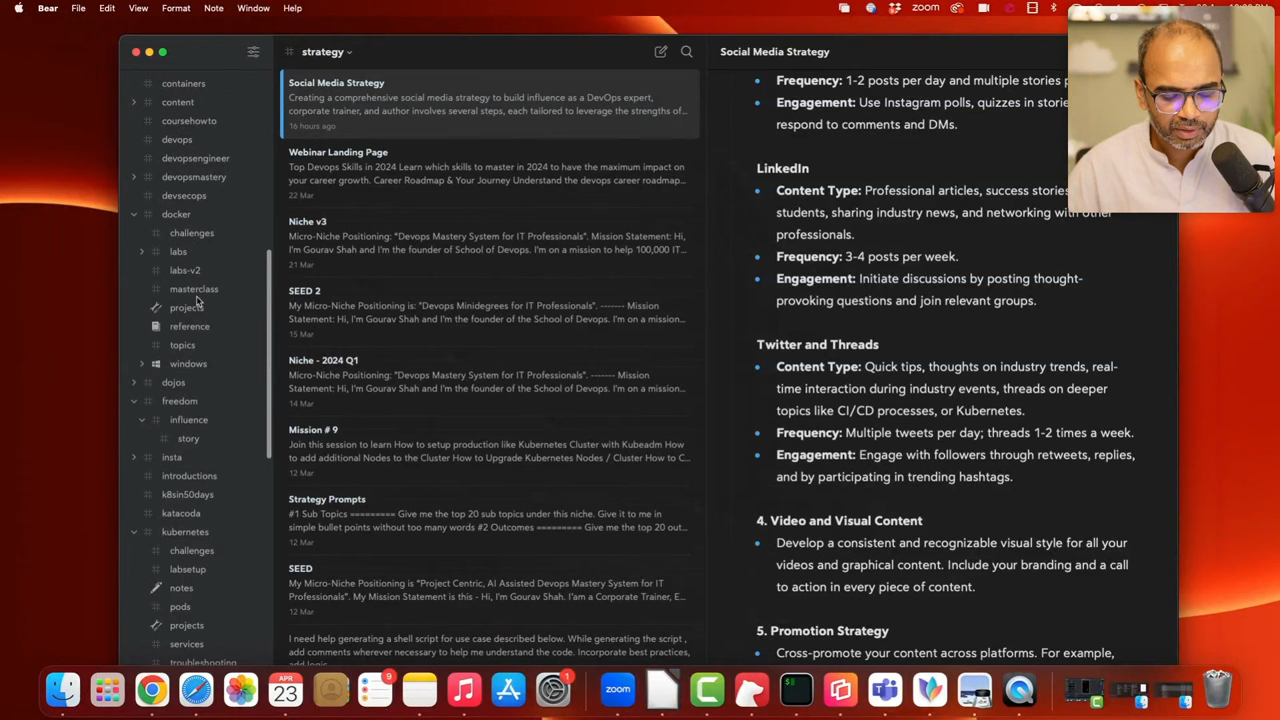 Bear File Edit View Format Note Window Help
zoom
strategy
Social Media Strategy
containers
content
coursehowto
devops
devopsengineer
devopsmastery
devsecops
docker
challenges
labs
labs-v2
masterclass
projects
reference
topics
windows
dojos
freedom
influence
story
insta
introductions
k8sin50days
katacoda
kubernetes
challenges
labsetup
notes
pods
projects
services
troubleshooting
Social Media Strategy
Creating a comprehensive social media strategy to build influence as a DevOps expert,
corporate trainer, and author involves several steps, each tailored to leverage the strengths of...
16 hours ago
Webinar Landing Page
Top Devops Skills in 2024 Learn which skills to master in 2024 to have the maximum impact on
your career growth. Career Roadmap & Your Journey Understand the devops career roadmap...
22 Mar
Niche v3
Micro-Niche Positioning: "Devops Mastery System for IT Professionals". Mission Statement: Hi,
I'm Gourav Shah and I'm the founder of School of Devops. I'm on a mission to help 100,000 IT...
21 Mar
SEED 2
My Micro-Niche Positioning is: "Devops Minidegrees for IT Professionals". ------- Mission
Statement: Hi, I'm Gourav Shah and I'm the founder of the School of Devops. I'm on a mission...
15 Mar
Niche - 2024 Q1
Micro-Niche Positioning: "Devops Mastery System for IT Professionals". ------- Mission
Statement: Hi, I'm Gourav Shah and I'm the founder of the School of Devops. I'm on a mission...
14 Mar
Mission # 9
Join this session to learn How to setup production like Kubernetes Cluster with Kubeadm How
to add additional Nodes to the Cluster How to Upgrade Kubernetes Nodes / Cluster How to C...
12 Mar
Strategy Prompts
#1 Sub Topics ========= Give me the top 20 sub topics under this niche. Give it to me in
simple bullet points without too many words #2 Outcomes ========= Give me the top 20 out...
12 Mar
SEED
My Micro-Niche Positioning is "Project Centric, AI Assisted Devops Mastery System for IT
Professionals". My Mission Statement is this - Hi, I'm Gourav Shah. I'am a Corporate Trainer, E...
12 Mar
I need help generating a shell script for use case described below. While generating the script ,
add comments wherever necessary to help me understand the code. Incorporate best practices,
add logic
Frequency: 1-2 posts per day and multiple stories
Engagement: Use Instagram polls, quizzes in stories
respond to comments and DMs.
LinkedIn
Content Type: Professional articles, success stories
students, sharing industry news, and networking with other
professionals.
Frequency: 3-4 posts per week.
Engagement: Initiate discussions by posting thought-
provoking questions and join relevant groups.
Twitter and Threads
Content Type: Quick tips, thoughts on industry trends, real-
time interaction during industry events, threads on deeper
topics like CI/CD processes, or Kubernetes.
Frequency: Multiple tweets per day; threads 1-2 times a week.
Engagement: Engage with followers through retweets, replies,
and by participating in trending hashtags.
4. Video and Visual Content
Develop a consistent and recognizable visual style for all your
videos and graphical content. Include your branding and a call
to action in every piece of content.
5. Promotion Strategy
Cross-promote your content across platforms. For example,
APR
23
9
1
zoom